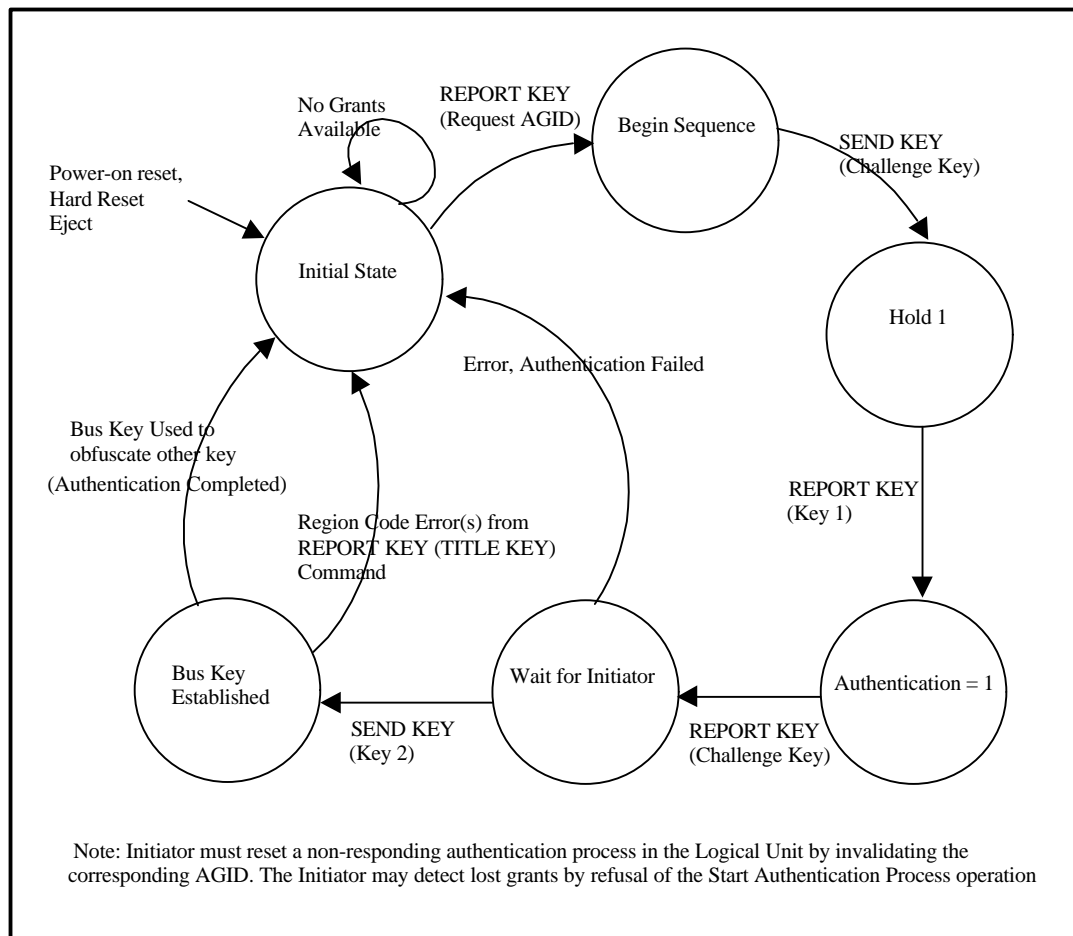 No Grants
Available
REPORT KEY
(Request AGID)
Begin Sequence
SEND KEY
(Challenge Key)
Power-on reset,
Hard Reset
Eject
Initial State
Hold 1
Error, Authentication Failed
Bus Key Used to
obfuscate other key
(Authentication Completed)
REPORT KEY
(Key 1)
Region Code Error(s) from
REPORT KEY (TITLE KEY)
Command
Bus Key
Established
Wait for Initiator
Authentication = 1
SEND KEY
(Key 2)
REPORT KEY
(Challenge Key)
Note: Initiator must reset a non-responding authentication process in the Logical Unit by invalidating the
corresponding AGID. The Initiator may detect lost grants by refusal of the Start Authentication Process operation